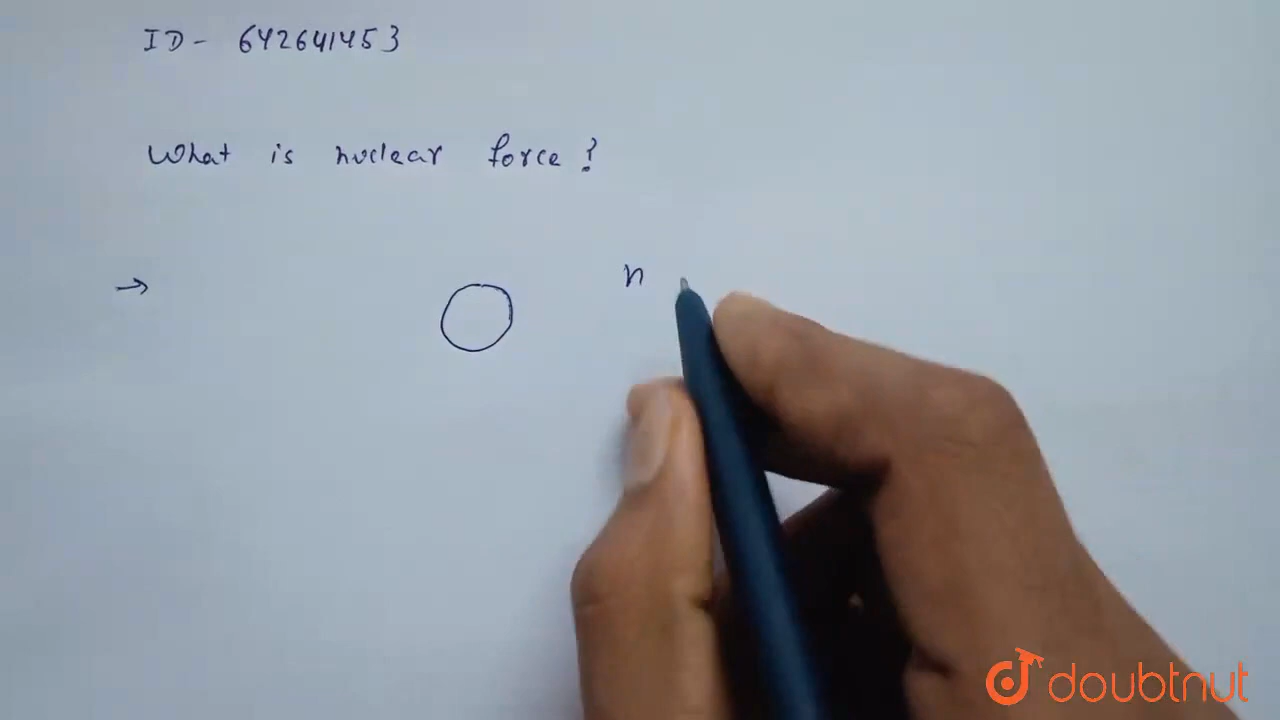 ID- 642641453
What is nuclear force?
→
n
doubtnut